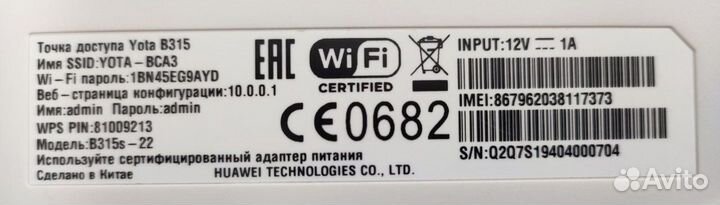 Точка доступа Yota B315
Имя SSID:YOTA-BCA3
Wi-Fi пароль:1BN45EG9AYD
Веб-страница конфигурации:10.0.0.1
Имя:admin Пароль:admin
WPS PIN:81009213
Модель:B315s-22
Используйте сертифицированный адаптер питания
Сделано в Китае
HUAWEI TECHNOLOGIES CO., LTD.
EAC
Wi Fi
CERTIFIED
CE0682
INPUT:12V ⎓ 1A
IMEI:867962038117373
S/N:Q2Q7S19404000704
Avito